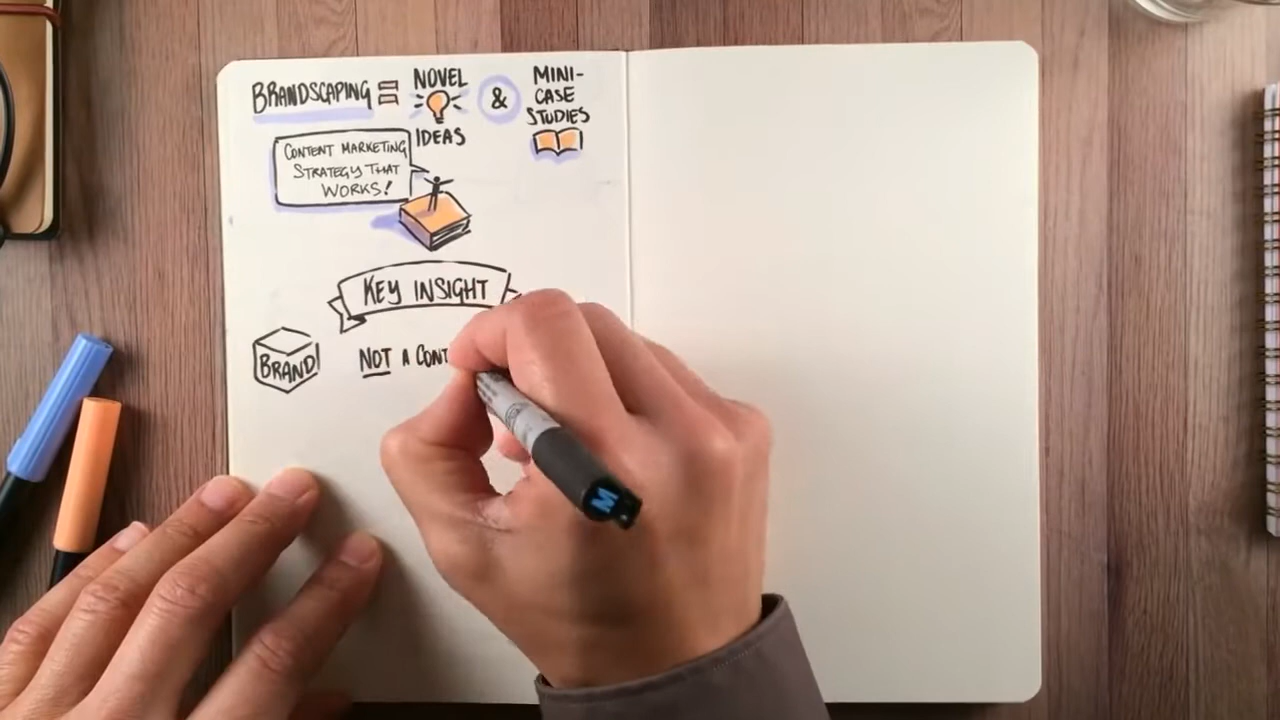 BRANDSCAPING = NOVEL IDEAS & MINI-CASE STUDIES
CONTENT MARKETING
STRATEGY THAT
WORKS!
KEY INSIGHT
BRAND!
NOT A CONT
M